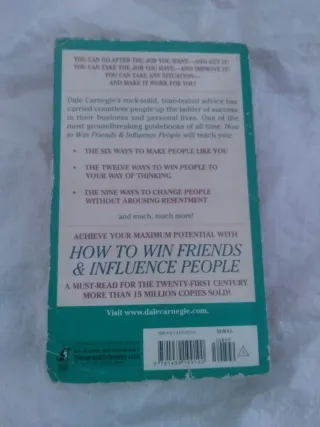 YOU CAN GO AFTER THE JOB YOU WANT—AND GET IT!
YOU CAN TAKE THE JOB YOU HAVE—AND IMPROVE IT!
YOU CAN TAKE ANY SITUATION—
AND MAKE IT WORK FOR YOU!
Dale Carnegie's rock-solid, time-tested advice has
carried countless people up the ladder of success
in their business and personal lives. One of the
most groundbreaking guidebooks of all time, How
to Win Friends & Influence People will teach you:
• THE SIX WAYS TO MAKE PEOPLE LIKE YOU
• THE TWELVE WAYS TO WIN PEOPLE TO
YOUR WAY OF THINKING
• THE NINE WAYS TO CHANGE PEOPLE
WITHOUT AROUSING RESENTMENT
and much, much more!
ACHIEVE YOUR MAXIMUM POTENTIAL WITH
HOW TO WIN FRIENDS
& INFLUENCE PEOPLE
A MUST-READ FOR THE TWENTY-FIRST CENTURY
MORE THAN 15 MILLION COPIES SOLD!
Visit www.dalecarnegie.com.